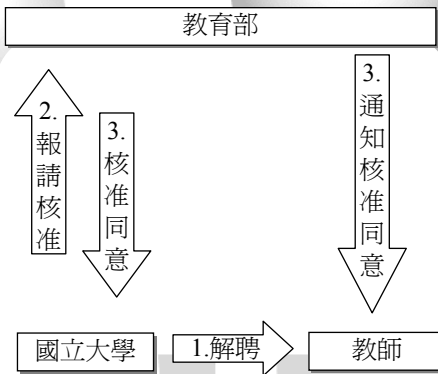 教育部
2.報請核准
3.核准同意
3.通知核准同意
國立大學
1.解聘
教師